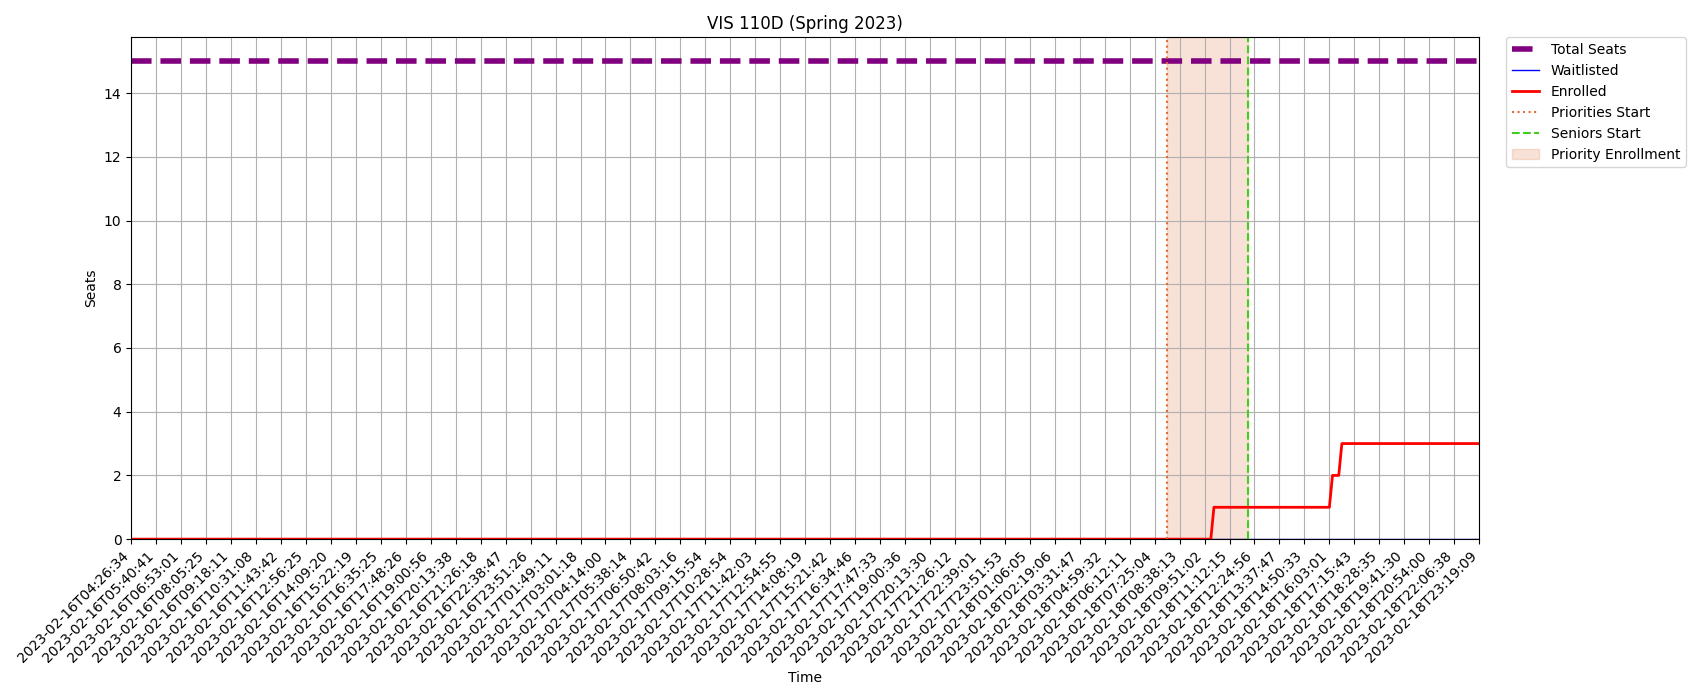 VIS 110D (Spring 2023)
Total Seats
Waitlisted
Enrolled
Priorities Start
Seniors Start
Priority Enrollment
Seats
14
12
10
8
6
4
2
0
2023-02-16T04:26:34
2023-02-16T05:40:41
2023-02-16T06:53:01
2023-02-16T08:05:25
2023-02-16T09:18:11
2023-02-16T10:31:08
2023-02-16T11:43:42
2023-02-16T12:56:25
2023-02-16T14:09:20
2023-02-16T15:22:19
2023-02-16T16:35:25
2023-02-16T17:48:26
2023-02-16T19:00:56
2023-02-16T20:13:38
2023-02-16T21:26:18
2023-02-16T22:38:47
2023-02-16T23:51:26
2023-02-17T01:49:11
2023-02-17T03:01:18
2023-02-17T04:14:00
2023-02-17T05:38:14
2023-02-17T06:50:42
2023-02-17T08:03:16
2023-02-17T09:15:54
2023-02-17T10:28:54
2023-02-17T11:42:03
2023-02-17T12:54:55
2023-02-17T14:08:19
2023-02-17T15:21:42
2023-02-17T16:34:46
2023-02-17T17:47:33
2023-02-17T19:00:36
2023-02-17T20:13:30
2023-02-17T21:26:12
2023-02-17T22:39:01
2023-02-17T23:51:53
2023-02-18T01:06:05
2023-02-18T02:19:06
2023-02-18T03:31:47
2023-02-18T04:59:32
2023-02-18T06:12:11
2023-02-18T07:25:04
2023-02-18T08:38:13
2023-02-18T09:51:02
2023-02-18T11:12:15
2023-02-18T12:24:56
2023-02-18T13:37:47
2023-02-18T14:50:33
2023-02-18T16:03:01
2023-02-18T17:15:43
2023-02-18T18:28:35
2023-02-18T19:41:30
2023-02-18T20:54:00
2023-02-18T22:06:38
2023-02-18T23:19:09
Time